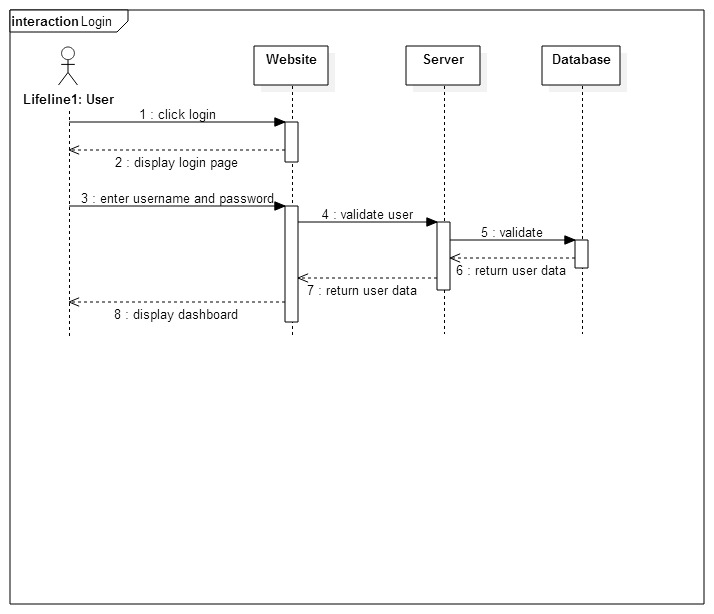 interaction Login
Website
Server
Database
Lifeline1: User
1 : click login
2 : display login page
3 : enter username and password
4 : validate user
5 : validate
6 : return user data
7 : return user data
8 : display dashboard